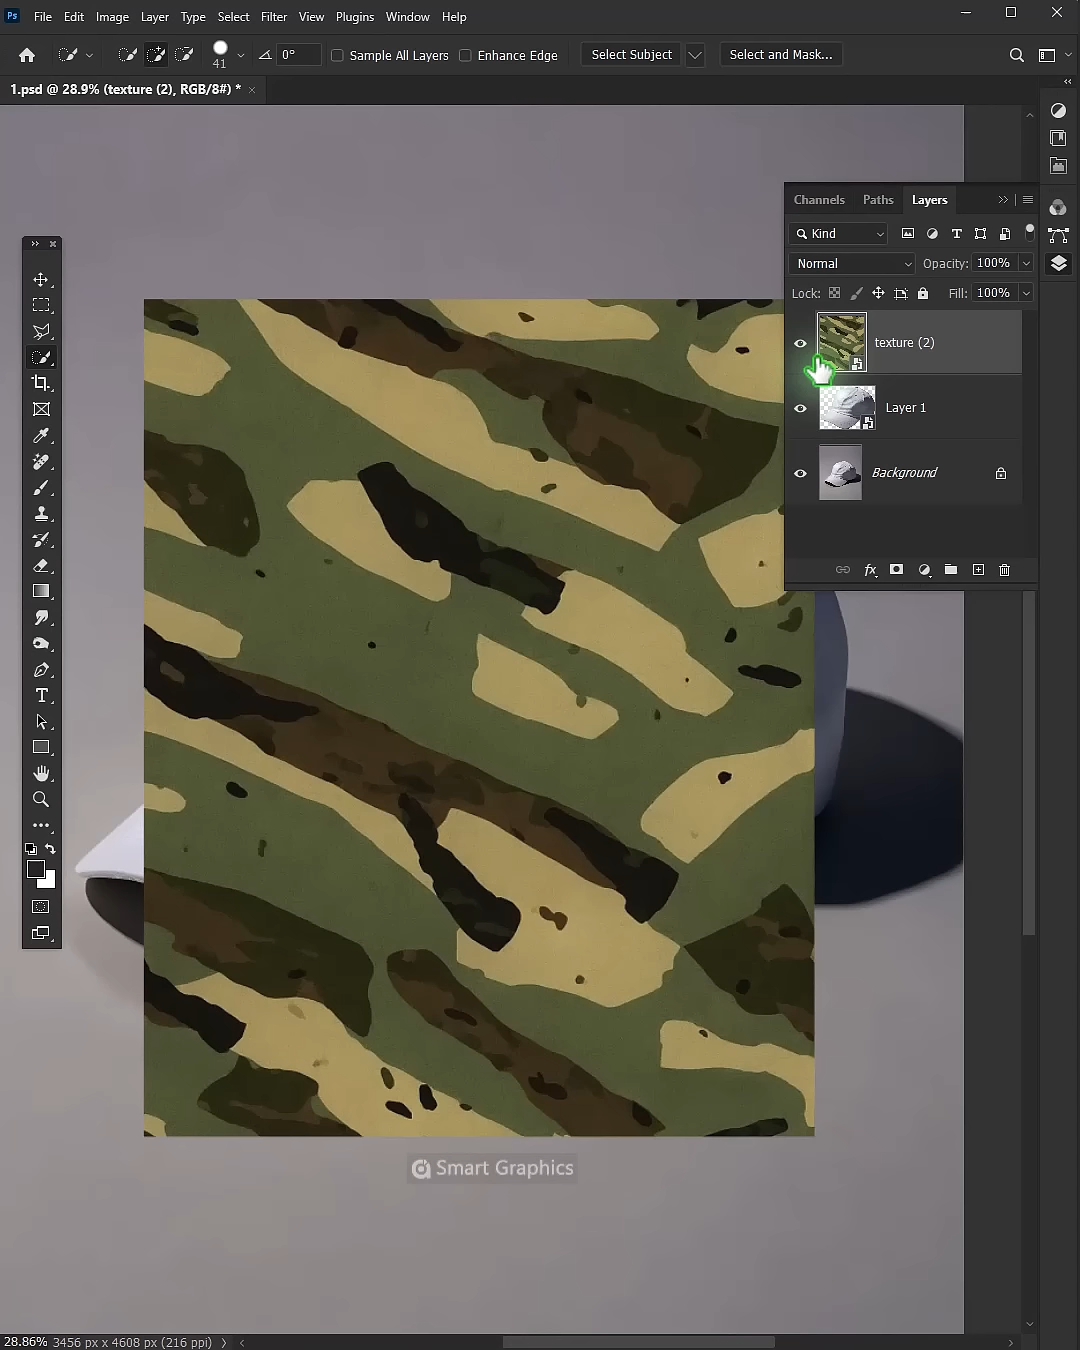 Ps File Edit Image Layer Type Select Filter View Plugins Window Help
41 0° Sample All Layers Enhance Edge Select Subject Select and Mask...
1.psd @ 28.9% (texture (2), RGB/8#) * ×
Channels Paths Layers
Kind
Normal Opacity: 100%
Lock: Fill: 100%
texture (2)
Layer 1
Background
fx
Smart Graphics
28.86% 3456 px x 4608 px (216 ppi)